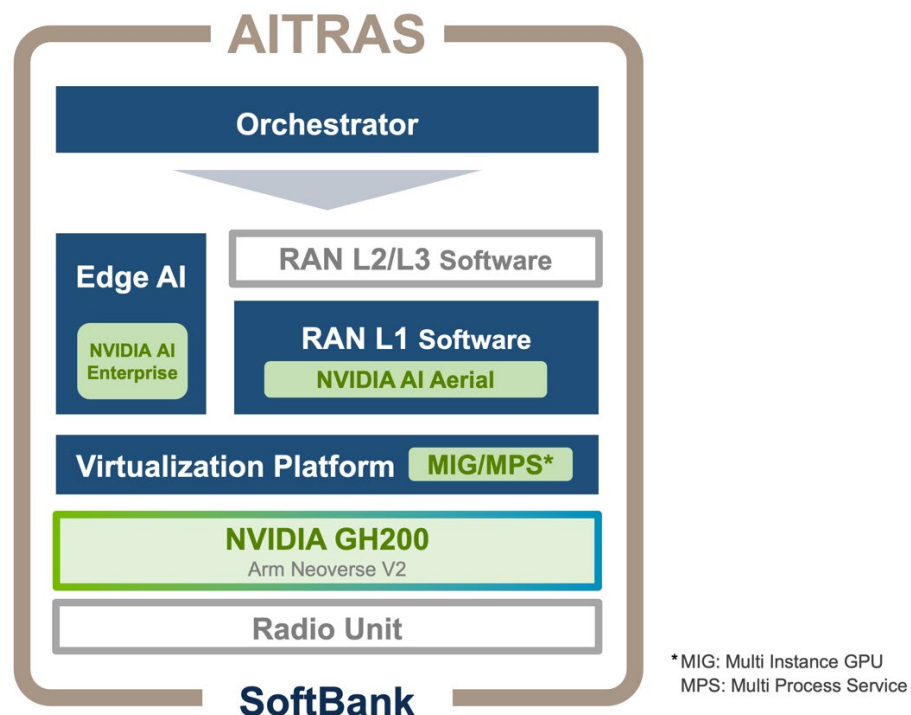 AITRAS
Orchestrator
Edge AI
NVIDIA AI
Enterprise
RAN L2/L3 Software
RAN L1 Software
NVIDIA AI Aerial
Virtualization Platform MIG/MPS*
NVIDIA GH200
Arm Neoverse V2
Radio Unit
SoftBank
*MIG: Multi Instance GPU
MPS: Multi Process Service